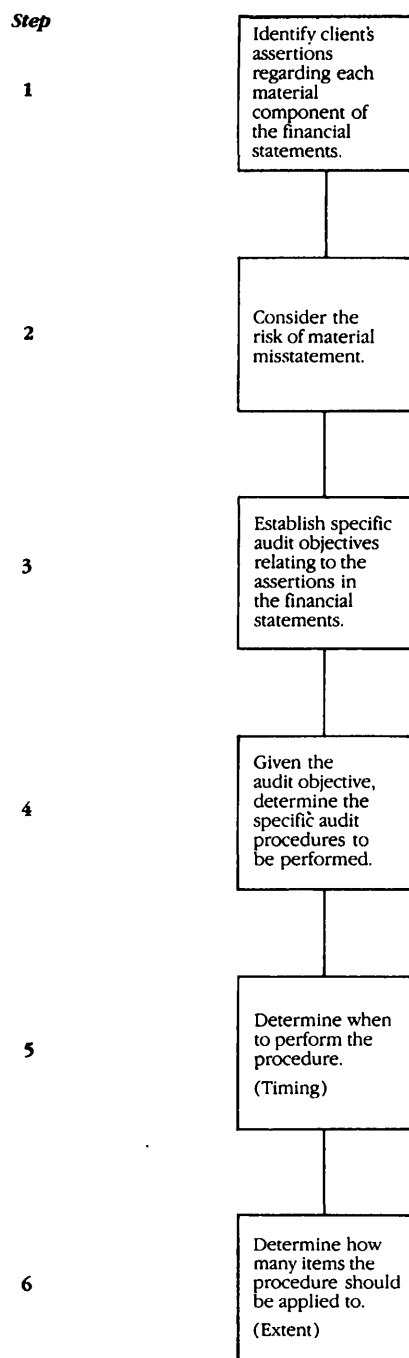 Step
1
Identify client's
assertions
regarding each
material
component of
the financial
statements.
2
Consider the
risk of material
misstatement.
3
Establish specific
audit objectives
relating to the
assertions in
the financial
statements.
4
Given the
audit objective,
determine the
specific audit
procedures to
be performed.
5
Determine when
to perform the
procedure.
(Timing)
6
Determine how
many items the
procedure should
be applied to.
(Extent)